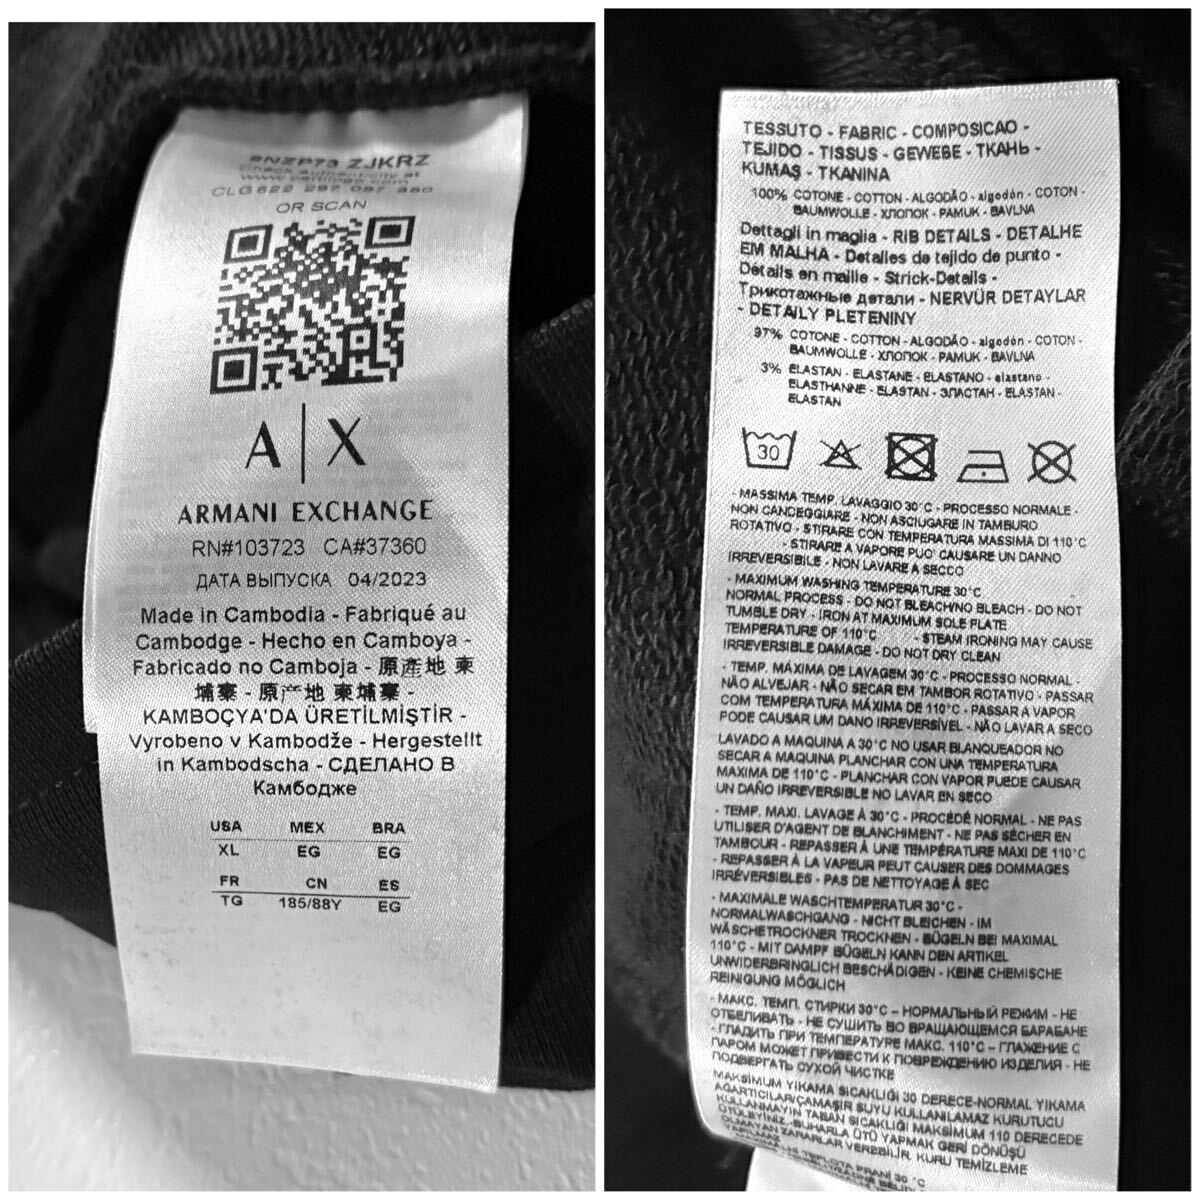 8NZP73 ZJKRZ
Check authenticity at
www.certilogo.com
CLG 622 297 087 360
OR SCAN
A|X
ARMANI EXCHANGE
RN#103723 CA#37360
ДАТА ВЫПУСКА 04/2023
Made in Cambodia - Fabriqué au
Cambodge - Hecho en Camboya -
Fabricado no Camboja - 原產地 柬
埔寨 - 原产地 柬埔寨 -
KAMBOÇYA'DA ÜRETİLMİŞTİR -
Vyrobeno v Kambodže - Hergestellt
in Kambodscha - СДЕЛАНО В
Камбодже
USA MEX BRA
XL EG EG
FR CN ES
TG 185/88Y EG
TESSUTO - FABRIC - COMPOSICAO -
TEJIDO - TISSUS - GEWEBE - ТКАНЬ -
KUMAŞ - TKANINA
100% COTONE - COTTON - ALGODÃO - algodón - COTON -
BAUMWOLLE - ХЛОПОК - PAMUK - BAVLNA
Dettagli in maglia - RIB DETAILS - DETALHE
EM MALHA - Detalles de tejido de punto -
Détails en maille - Strick-Details -
Трикотажные детали - NERVÜR DETAYLAR
- DETAILY PLETENINY
97% COTONE - COTTON - ALGODÃO - algodón - COTON -
BAUMWOLLE - ХЛОПОК - PAMUK - BAVLNA
3% ELASTAN - ELASTANE - ELASTANO - elastano -
ELASTHANNE - ELASTAN - ЭЛАСТАН - ELASTAN -
ELASTAN
30
- MASSIMA TEMP. LAVAGGIO 30°C - PROCESSO NORMALE -
NON CANDEGGIARE - NON ASCIUGARE IN TAMBURO
ROTATIVO - STIRARE CON TEMPERATURA MASSIMA DI 110°C
- STIRARE A VAPORE PUO' CAUSARE UN DANNO
IRREVERSIBILE - NON LAVARE A SECCO
- MAXIMUM WASHING TEMPERATURE 30°C
NORMAL PROCESS - DO NOT BLEACH/NO BLEACH - DO NOT
TUMBLE DRY - IRON AT MAXIMUM SOLE PLATE
TEMPERATURE OF 110°C - STEAM IRONING MAY CAUSE
IRREVERSIBLE DAMAGE - DO NOT DRY CLEAN
- TEMP. MÁXIMA DE LAVAGEM 30°C - PROCESSO NORMAL -
NÃO ALVEJAR - NÃO SECAR EM TAMBOR ROTATIVO - PASSAR
COM TEMPERATURA MÁXIMA DE 110°C - PASSAR A VAPOR
PODE CAUSAR UM DANO IRREVERSÍVEL - NÃO LAVAR A SECO
LAVADO A MAQUINA A 30°C NO USAR BLANQUEADOR NO
SECAR A MAQUINA PLANCHAR CON UNA TEMPERATURA
MAXIMA DE 110°C - PLANCHAR CON VAPOR PUEDE CAUSAR
UN DAÑO IRREVERSIBLE NO LAVAR EN SECO
- TEMP. MAXI. LAVAGE À 30°C - PROCÉDÉ NORMAL - NE PAS
UTILISER D'AGENT DE BLANCHIMENT - NE PAS SÉCHER EN
TAMBOUR - REPASSER À UNE TEMPÉRATURE MAXI DE 110°C
- REPASSER À LA VAPEUR PEUT CAUSER DES DOMMAGES
IRRÉVERSIBLES - PAS DE NETTOYAGE À SEC
- MAXIMALE WASCHTEMPERATUR 30°C -
NORMALWASCHGANG - NICHT BLEICHEN - IM
WÄSCHETROCKNER TROCKNEN - BÜGELN BEI MAXIMAL
110°C - MIT DAMPF BÜGELN KANN DEN ARTIKEL
UNWIDERBRINGLICH BESCHÄDIGEN - KEINE CHEMISCHE
REINIGUNG MÖGLICH
- МАКС. ТЕМП. СТИРКИ 30°C – НОРМАЛЬНЫЙ РЕЖИМ - НЕ
ОТБЕЛИВАТЬ - НЕ СУШИТЬ ВО ВРАЩАЮЩЕМСЯ БАРАБАНЕ
- ГЛАДИТЬ ПРИ ТЕМПЕРАТУРЕ МАКС. 110°C – ГЛАЖЕНИЕ С
ПАРОМ МОЖЕТ ПРИВЕСТИ К ПОВРЕЖДЕНИЮ ИЗДЕЛИЯ - НЕ
ПОДВЕРГАТЬ СУХОЙ ЧИСТКЕ
MAKSİMUM YIKAMA SICAKLIĞI 30 DERECE-NORMAL YIKAMA
AĞARTICILAR/ÇAMAŞIR SUYU KULLANILAMAZ KURUTUCU
KULLANMAYIN TABAN SICAKLIĞI MAKSİMUM 110 DERECEDE
ÜTÜLEYİNİZ.-BUHARLA ÜTÜ YAPMAK GERİ DÖNÜŞÜ
OLMAYAN ZARARLAR VEREBİLİR. KURU TEMİZLEME
YAPILMAZ
- MAXIMÁLNI TEPLOTA PRANÍ 30°C